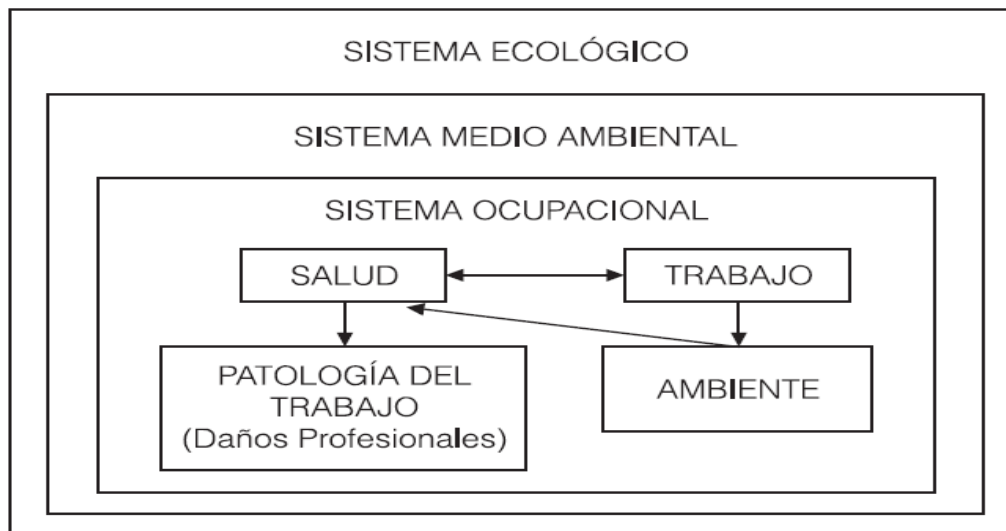 SISTEMA ECOLÓGICO
SISTEMA MEDIO AMBIENTAL
SISTEMA OCUPACIONAL
SALUD
TRABAJO
PATOLOGÍA DEL
TRABAJO
(Daños Profesionales)
AMBIENTE